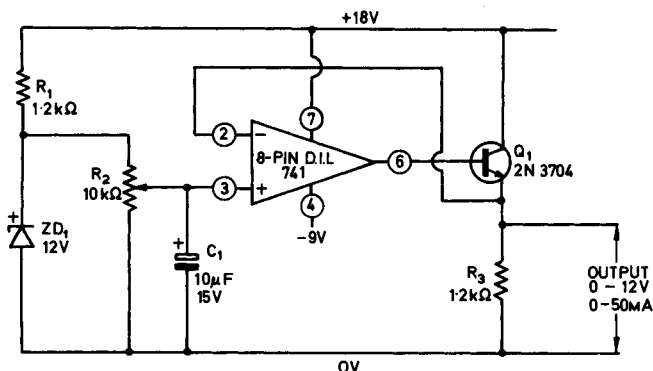 +18V
R1
1·2kΩ
R2
10kΩ
+
ZD1
12V
+
C1
10µF
15V
2
−
3
+
8-PIN D.I.L
741
7
4
-9V
6
Q1
2N 3704
R3
1·2kΩ
OUTPUT
0-12V
0-50MA
0V